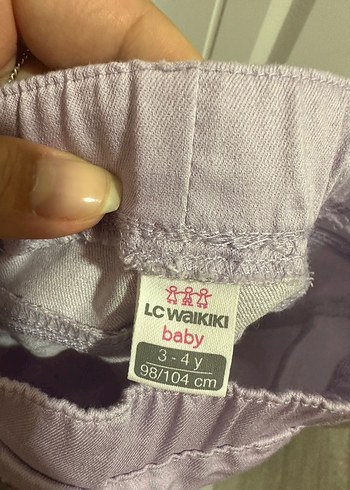 LC WAIKIKI
baby
3 - 4 y
98/104 cm